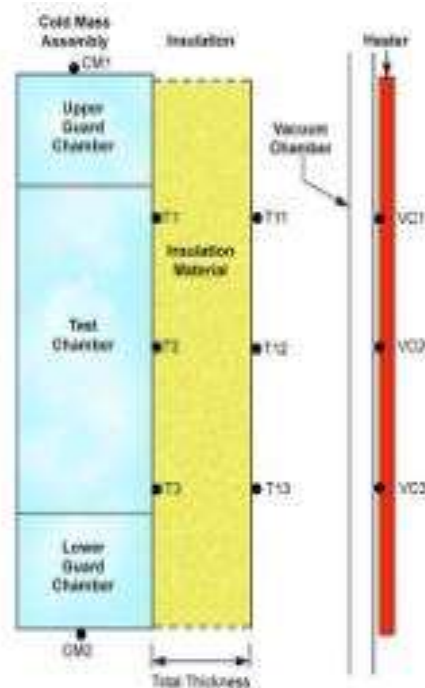 Cold Mass
Assembly
Insulation
Heater
CM1
Upper
Guard
Chamber
Vacuum
Chamber
T1
T11
VC1
Insulation
Material
Test
Chamber
T2
T12
VC2
T3
T13
VC3
Lower
Guard
Chamber
CM2
Total Thickness